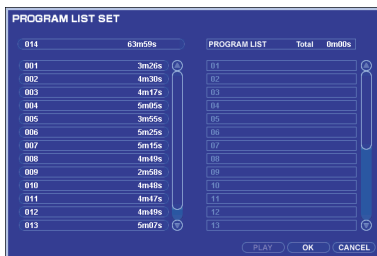 PROGRAM LIST SET
014 63m59s
PROGRAM LIST Total 0m00s
001 3m26s
002 4m30s
003 4m17s
004 5m05s
005 3m55s
006 5m25s
007 5m15s
008 4m49s
009 2m58s
010 4m48s
011 4m47s
012 4m49s
013 5m07s
01
02
03
04
05
06
07
08
09
10
11
12
13
PLAY OK CANCEL